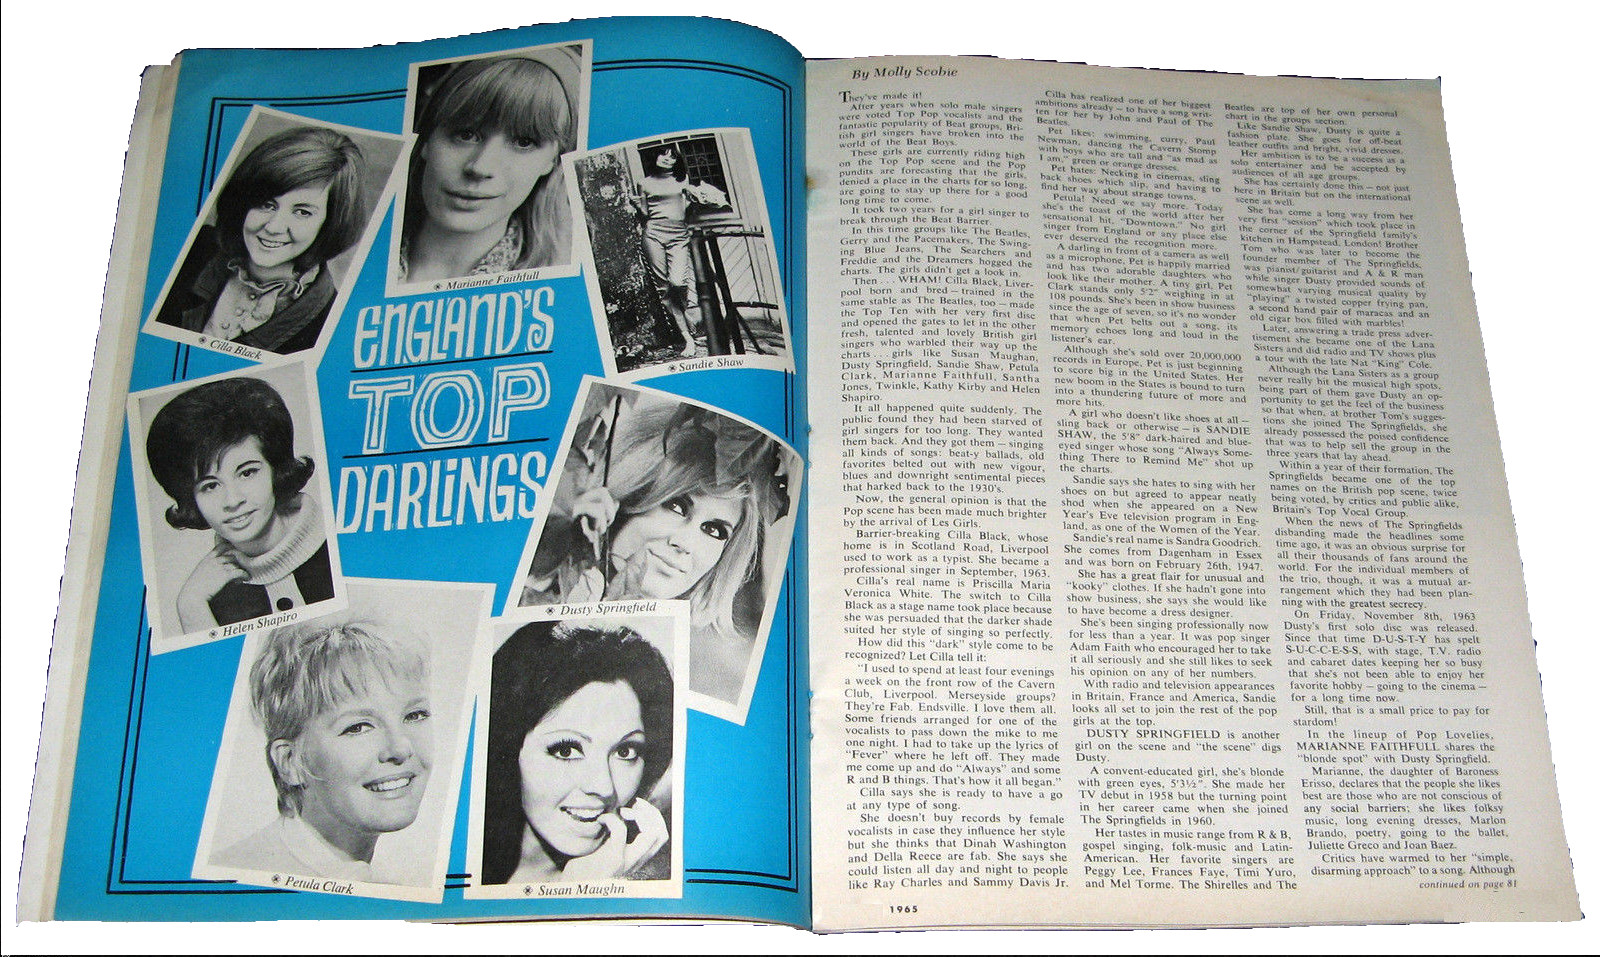 ❋ Marianne Faithfull
❋ Cilla Black
❋ Sandie Shaw
ENGLAND'S
TOP
DARLINGS
❋ Helen Shapiro
❋ Dusty Springfield
❋ Petula Clark
❋ Susan Maughn
By Molly Scobie
They've made it!
After years when solo male singers
were voted Top Pop vocalists and the
fantastic popularity of Beat groups, Bri-
tish girl singers have broken into the
world of the Beat Boys.
These girls are currently riding high
on the Top Pop scene and the Pop
pundits are forecasting that the girls,
denied a place in the charts for so long,
are going to stay up there for a good
long time to come.
It took two years for a girl singer to
break through the Beat Barrier.
In this time groups like The Beatles,
Gerry and the Pacemakers, The Swing-
ing Blue Jeans, The Searchers and
Freddie and the Dreamers hogged the
charts. The girls didn't get a look in.
Then . . . WHAM! Cilla Black, Liver-
pool born and bred – trained in the
same stable as The Beatles, too – made
the Top Ten with her very first disc
and opened the gates to let in the other
fresh, talented and lovely British girl
singers who warbled their way up the
charts . . . girls like Susan Maughan,
Dusty Springfield, Sandie Shaw, Petula
Clark, Marianne Faithfull, Santha
Jones, Twinkle, Kathy Kirby and Helen
Shapiro.
It all happened quite suddenly. The
public found they had been starved of
girl singers for too long. They wanted
them back. And they got them – singing
all kinds of songs: beat-y ballads, old
favorites belted out with new vigour,
blues and downright sentimental pieces
that harked back to the 1930's.
Now, the general opinion is that the
Pop scene has been made much brighter
by the arrival of Les Girls.
Barrier-breaking Cilla Black, whose
home is in Scotland Road, Liverpool
used to work as a typist. She became a
professional singer in September, 1963.
Cilla's real name is Priscilla Maria
Veronica White. The switch to Cilla
Black as a stage name took place because
she was persuaded that the darker shade
suited her style of singing so perfectly.
How did this "dark" style come to be
recognized? Let Cilla tell it:
"I used to spend at least four evenings
a week on the front row of the Cavern
Club, Liverpool. Merseyside groups?
They're Fab. Endsville. I love them all.
Some friends arranged for one of the
vocalists to pass down the mike to me
one night. I had to take up the lyrics of
"Fever" where he left off. They made
me come up and do "Always" and some
R and B things. That's how it all began."
Cilla says she is ready to have a go
at any type of song.
She doesn't buy records by female
vocalists in case they influence her style
but she thinks that Dinah Washington
and Della Reece are fab. She says she
could listen all day and night to people
like Ray Charles and Sammy Davis Jr.
Cilla has realized one of her biggest
ambitions already – to have a song writ-
ten for her by John and Paul of The
Beatles.
Pet likes: swimming, curry, Paul
Newman, dancing the Cavern Stomp
with boys who are tall and "as mad as
I am," green or orange dresses.
Pet hates: Necking in cinemas, sling
back shoes which slip, and having to
find her way about strange towns.
Petula! Need we say more. Today
she's the toast of the world after her
sensational hit, "Downtown." No girl
singer from England or any place else
ever deserved the recognition more.
A darling in front of a camera as well
as a microphone, Pet is happily married
and has two adorable daughters who
look like their mother. A tiny girl, Pet
Clark stands only 5'2" weighing in at
108 pounds. She's been in show business
since the age of seven, so it's no wonder
that when Pet belts out a song, its
memory echoes long and loud in the
listener's ear.
Although she's sold over 20,000,000
records in Europe, Pet is just beginning
to score big in the United States. Her
new boom in the States is bound to turn
into a thundering future of more and
more hits.
A girl who doesn't like shoes at all –
sling back or otherwise – is SANDIE
SHAW, the 5'8" dark-haired and blue-
eyed singer whose song "Always Some-
thing There to Remind Me" shot up
the charts.
Sandie says she hates to sing with her
shoes on but agreed to appear neatly
shod when she appeared on a New
Year's Eve television program in Eng-
land, as one of the Women of the Year.
Sandie's real name is Sandra Goodrich.
She comes from Dagenham in Essex
and was born on February 26th, 1947.
She has a great flair for unusual and
"kooky" clothes. If she hadn't gone into
show business, she says she would like
to have become a dress designer.
She's been singing professionally now
for less than a year. It was pop singer
Adam Faith who encouraged her to take
it all seriously and she still likes to seek
his opinion on any of her numbers.
With radio and television appearances
in Britain, France and America, Sandie
looks all set to join the rest of the pop
girls at the top.
DUSTY SPRINGFIELD is another
girl on the scene and "the scene" digs
Dusty.
A convent-educated girl, she's blonde
with green eyes, 5'3½". She made her
TV debut in 1958 but the turning point
in her career came when she joined
The Springfields in 1960.
Her tastes in music range from R & B,
gospel singing, folk-music and Latin-
American. Her favorite singers are
Peggy Lee, Frances Faye, Timi Yuro,
and Mel Torme. The Shirelles and The
Beatles are top of her own personal
chart in the groups section.
Like Sandie Shaw, Dusty is quite a
fashion plate. She goes for off-beat
leather outfits and bright, vivid dresses.
Her ambition is to be a success as a
solo entertainer and be accepted by
audiences of all age groups.
She has certainly done this – not just
here in Britain but on the international
scene as well.
She has come a long way from her
very first "session" which took place in
the corner of the Springfield family's
kitchen in Hampstead, London! Brother
Tom who was later to become the
founder member of The Springfields,
was pianist/guitarist and A & R man
while singer Dusty provided sounds of
somewhat varying musical quality by
"playing" a twisted copper frying pan,
a second hand pair of maracas and an
old cigar box filled with marbles!
Later, answering a trade press adver-
tisement she became one of the Lana
Sisters and did radio and TV shows plus
a tour with the late Nat "King" Cole.
Although the Lana Sisters as a group
never really hit the musical high spots,
being part of them gave Dusty an op-
portunity to get the feel of the business
so that when, at brother Tom's sugges-
tions she joined The Springfields, she
already possessed the poised confidence
that was to help sell the group in the
three years that lay ahead.
Within a year of their formation, The
Springfields became one of the top
names on the British pop scene, twice
being voted, by critics and public alike,
Britain's Top Vocal Group.
When the news of The Springfields
disbanding made the headlines some
time ago, it was an obvious surprise for
all their thousands of fans around the
world. For the individual members of
the trio, though, it was a mutual ar-
rangement which they had been plan-
ning with the greatest secrecy.
On Friday, November 8th, 1963
Dusty's first solo disc was released.
Since that time D-U-S-T-Y has spelt
S-U-C-C-E-S-S, with stage, T.V. radio
and cabaret dates keeping her so busy
that she's not been able to enjoy her
favorite hobby – going to the cinema –
for a long time now.
Still, that is a small price to pay for
stardom!
In the lineup of Pop Lovelies,
MARIANNE FAITHFULL shares the
"blonde spot" with Dusty Springfield.
Marianne, the daughter of Baroness
Erisso, declares that the people she likes
best are those who are not conscious of
any social barriers; she likes folksy
music, long evening dresses, Marlon
Brando, poetry, going to the ballet,
Juliette Greco and Joan Baez.
Critics have warmed to her "simple,
disarming approach" to a song. Although
continued on page 81
1965